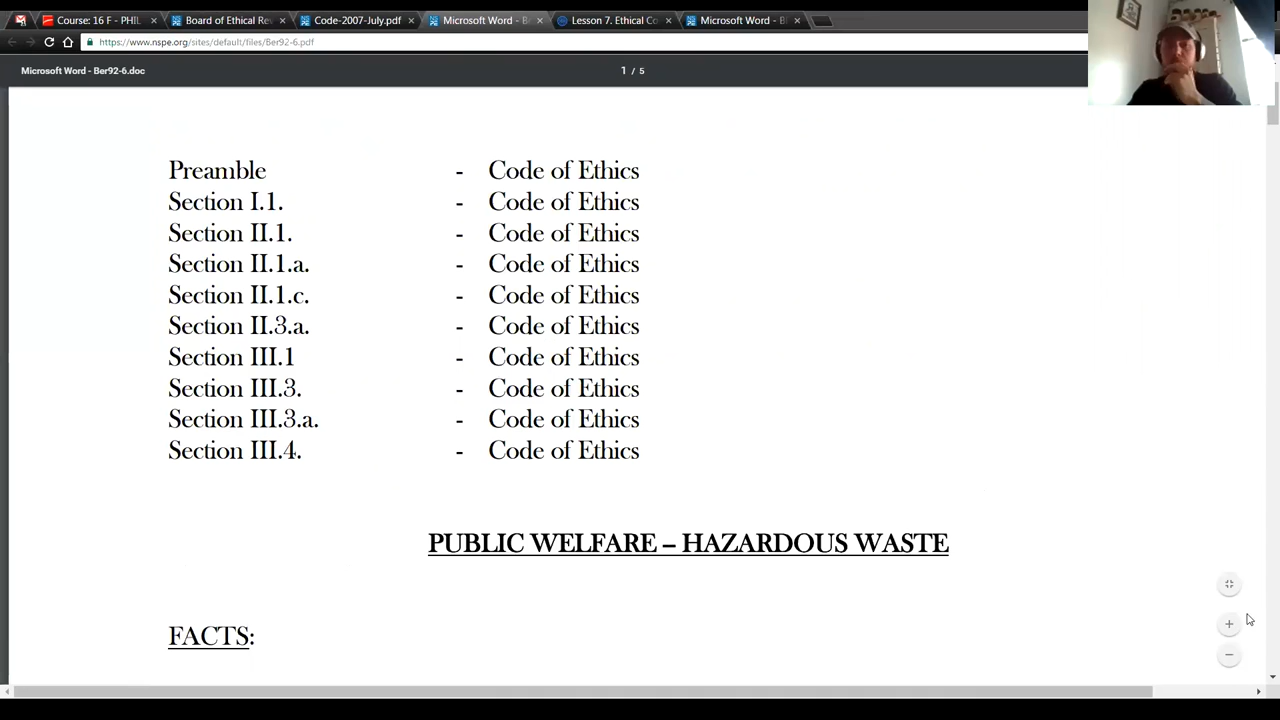 Course: 16 F - PHIL
Board of Ethical Rev
Code-2007-July.pdf
Microsoft Word - B
Lesson 7. Ethical Co
Microsoft Word - B
https://www.nspe.org/sites/default/files/Ber92-6.pdf
Microsoft Word - Ber92-6.doc
1 / 5
Preamble - Code of Ethics
Section I.1. - Code of Ethics
Section II.1. - Code of Ethics
Section II.1.a. - Code of Ethics
Section II.1.c. - Code of Ethics
Section II.3.a. - Code of Ethics
Section III.1 - Code of Ethics
Section III.3. - Code of Ethics
Section III.3.a. - Code of Ethics
Section III.4. - Code of Ethics
PUBLIC WELFARE – HAZARDOUS WASTE
FACTS: